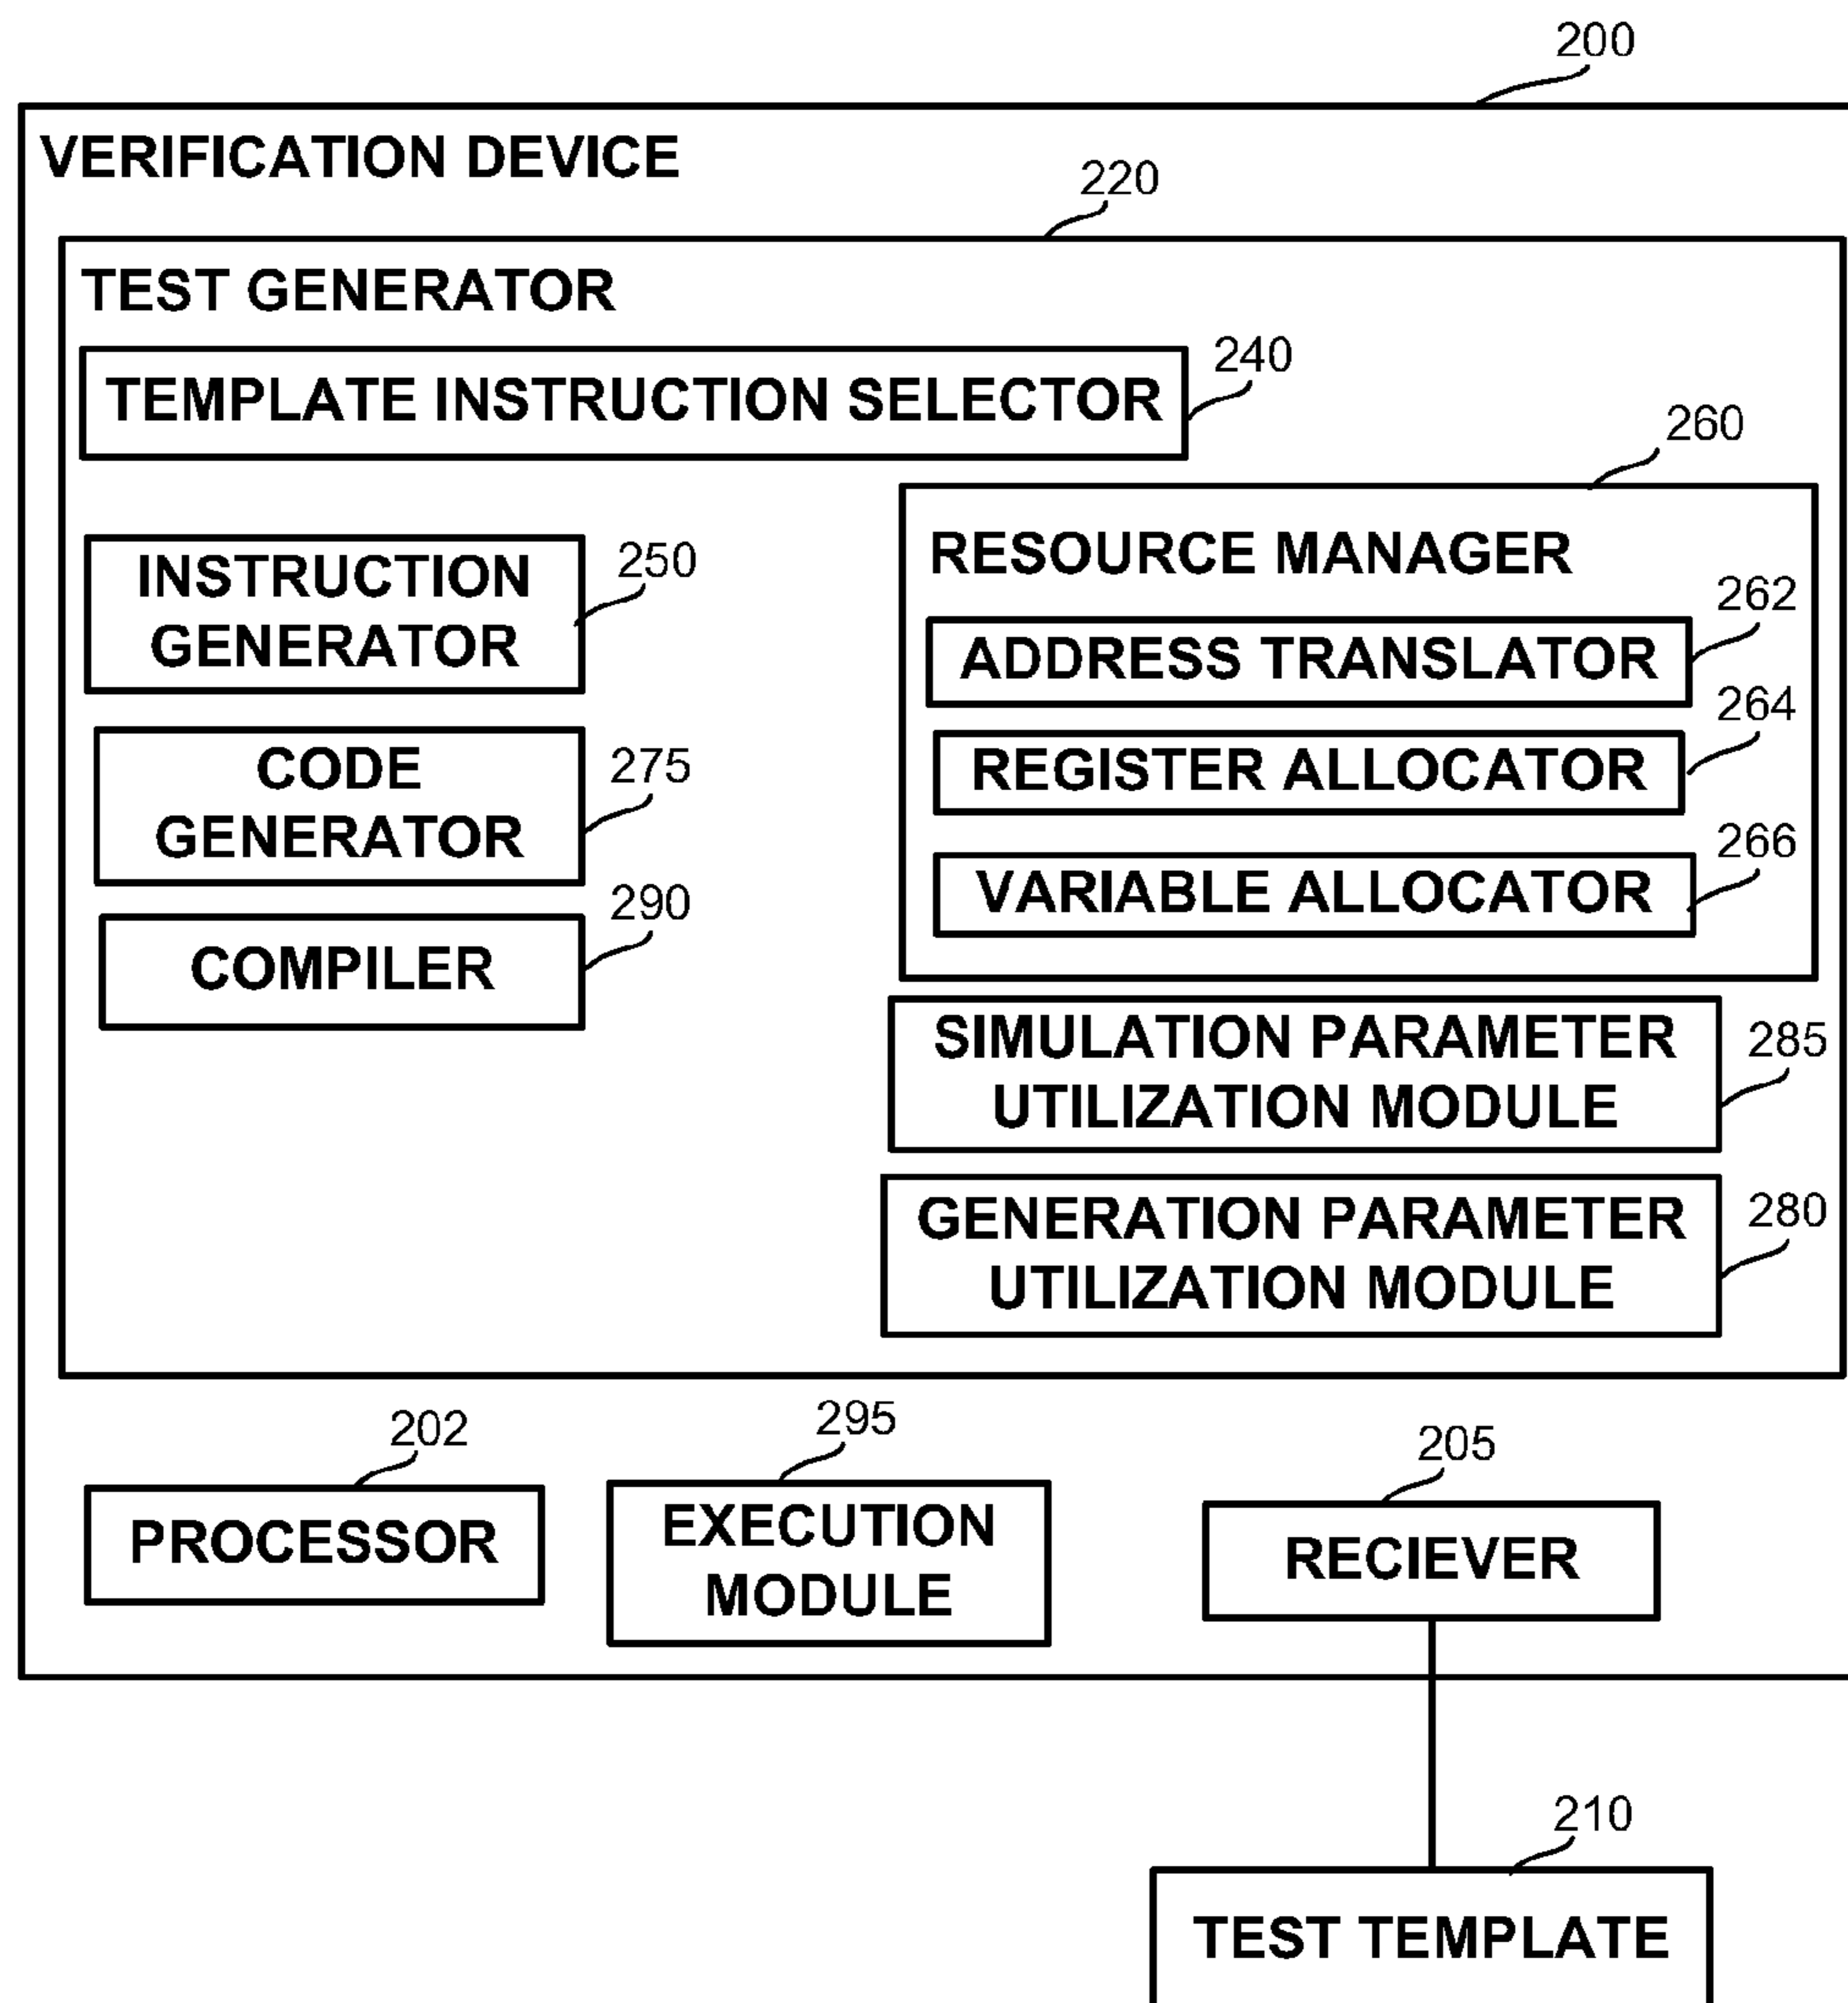 200
VERIFICATION DEVICE
220
TEST GENERATOR
240
TEMPLATE INSTRUCTION SELECTOR
260
INSTRUCTION
GENERATOR
250
RESOURCE MANAGER
262
ADDRESS TRANSLATOR
264
REGISTER ALLOCATOR
266
VARIABLE ALLOCATOR
CODE
GENERATOR
275
290
COMPILER
SIMULATION PARAMETER
UTILIZATION MODULE
285
GENERATION PARAMETER
UTILIZATION MODULE
280
202
PROCESSOR
295
EXECUTION
MODULE
205
RECIEVER
210
TEST TEMPLATE